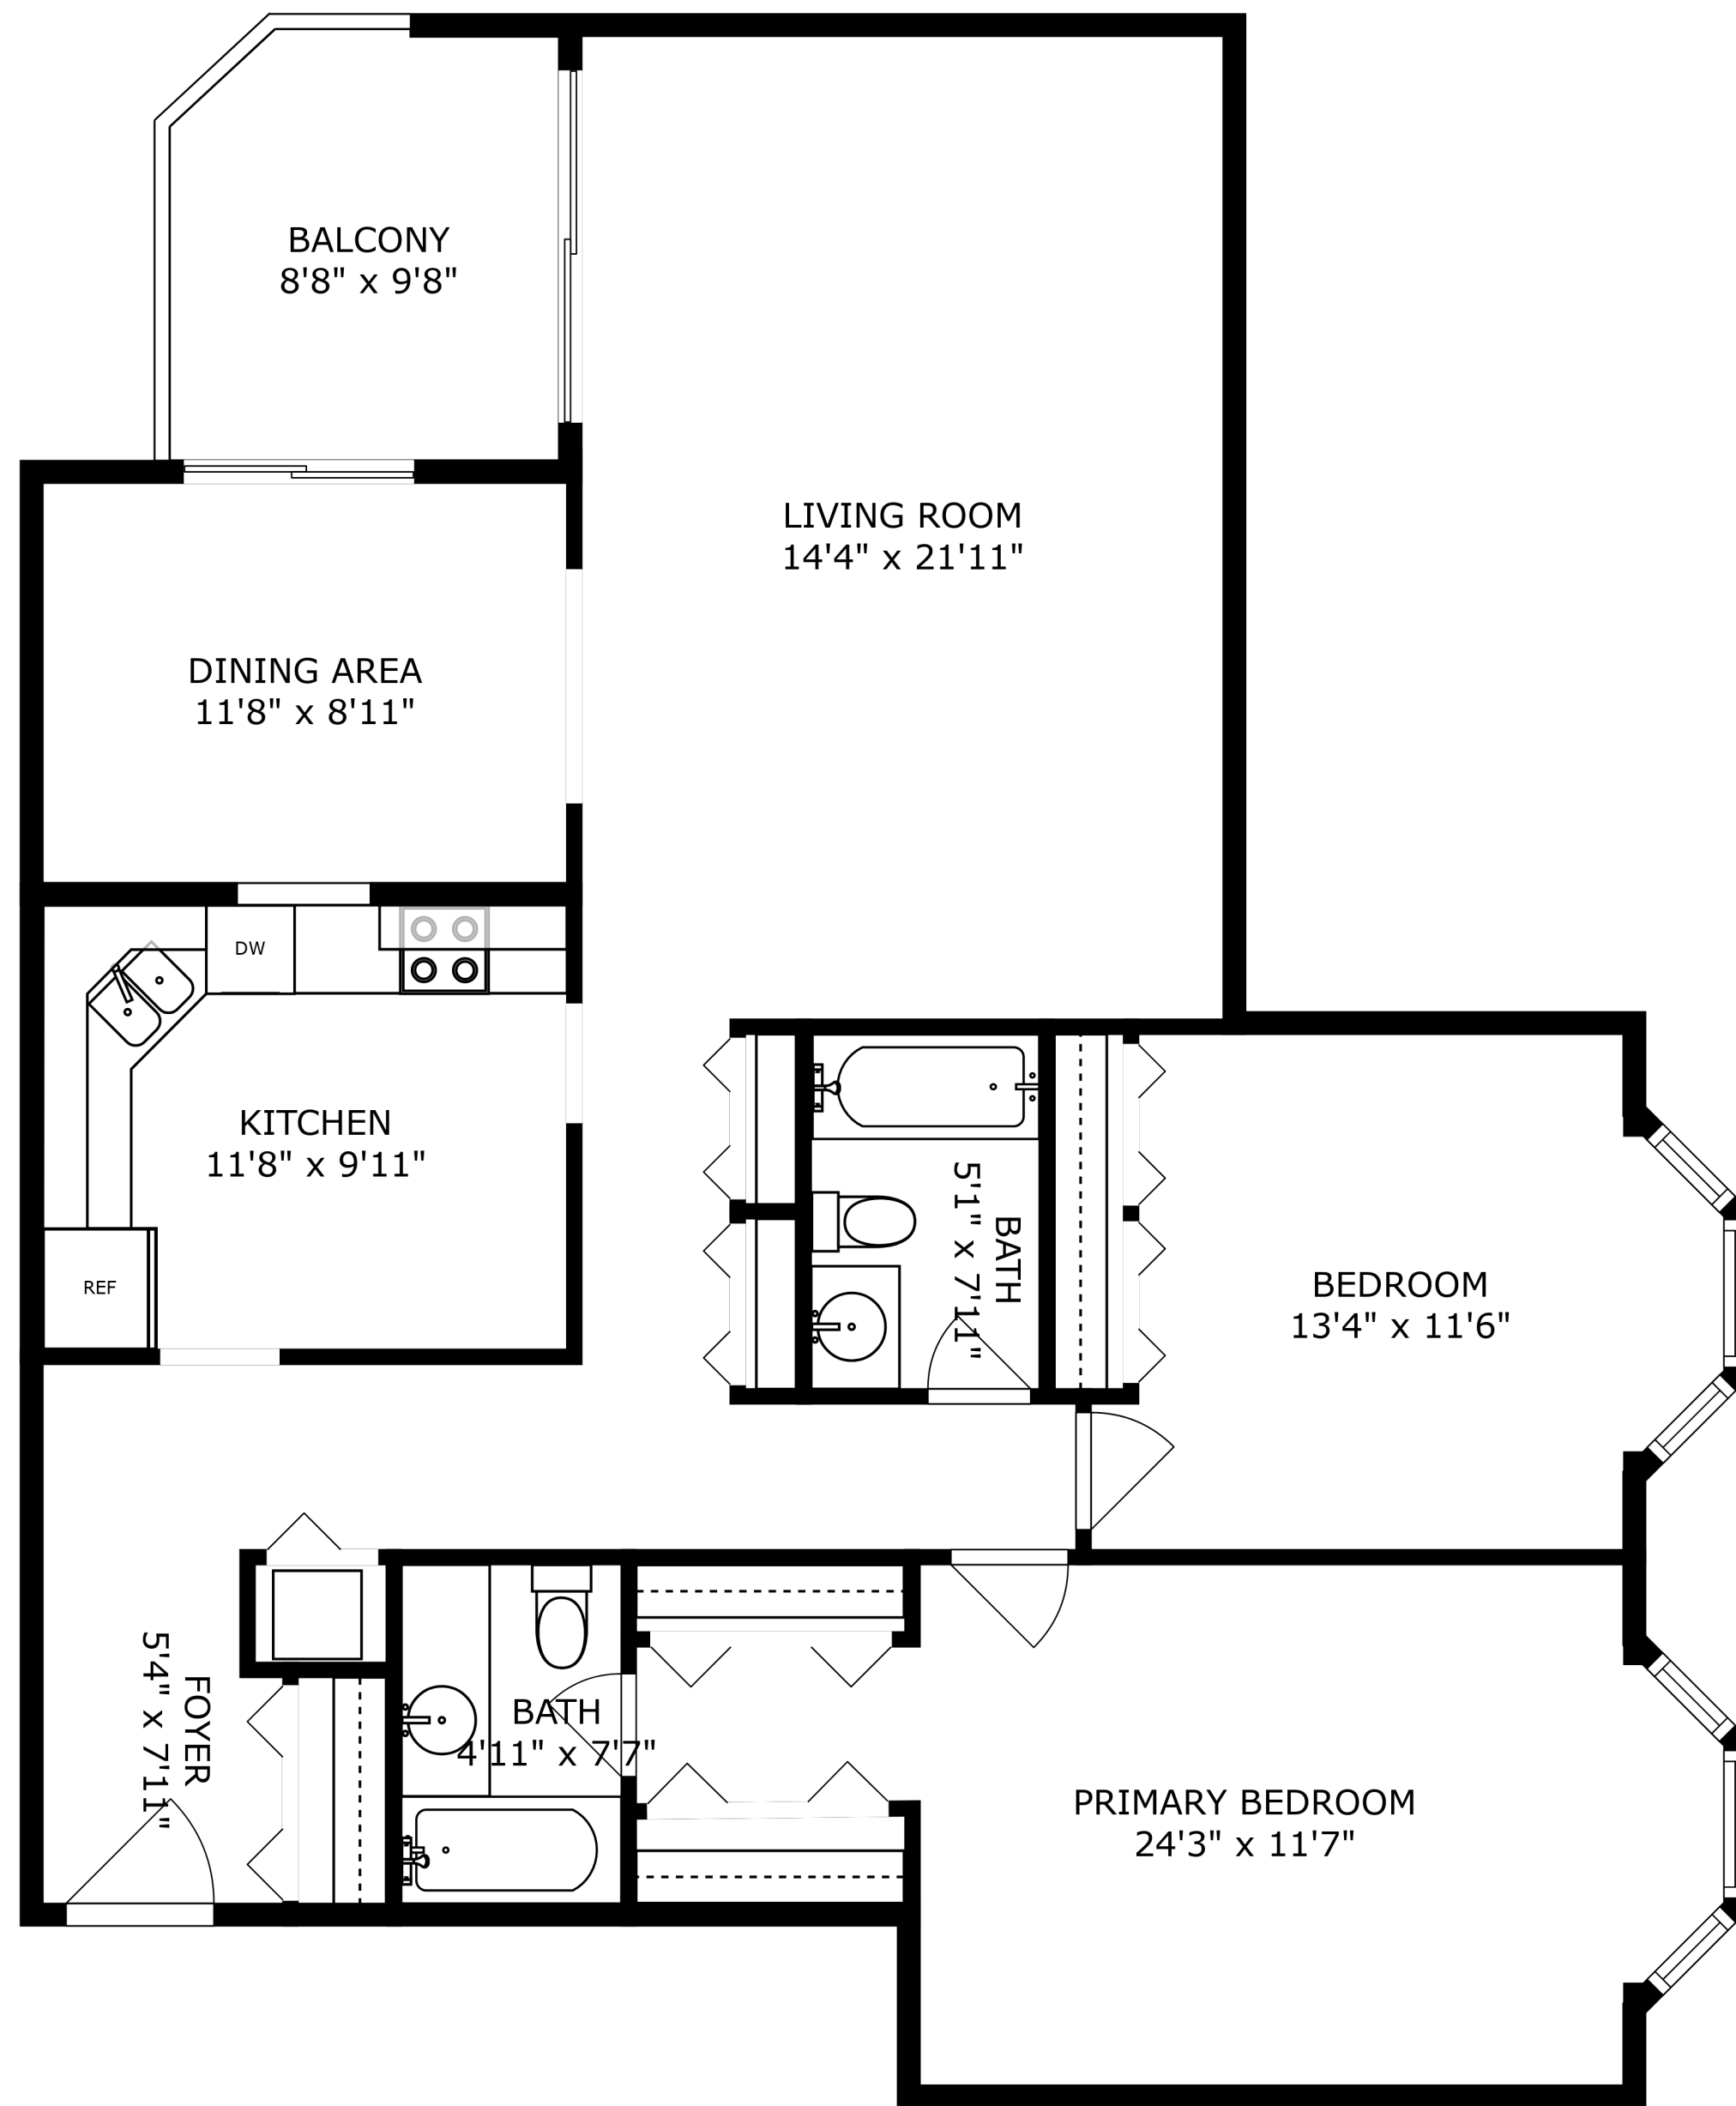 BALCONY
8'8" x 9'8"
LIVING ROOM
14'4" x 21'11"
DINING AREA
11'8" x 8'11"
DW
KITCHEN
11'8" x 9'11"
REF
BATH
5'1" x 7'11"
BEDROOM
13'4" x 11'6"
FOYER
5'4" x 7'11"
BATH
4'11" x 7'7"
PRIMARY BEDROOM
24'3" x 11'7"